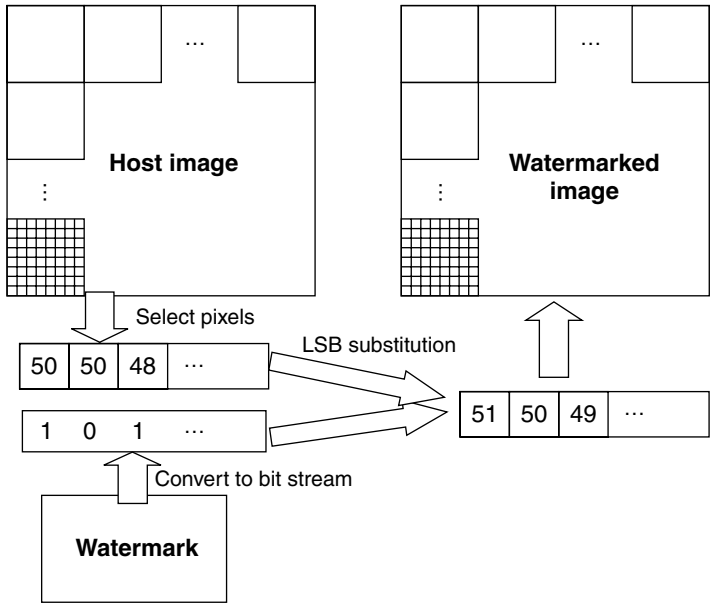 ...
...
Host image
Watermarked
image
⋮
⋮
Select pixels
LSB substitution
50 50 48 ...
51 50 49 ...
1 0 1 ...
Convert to bit stream
Watermark